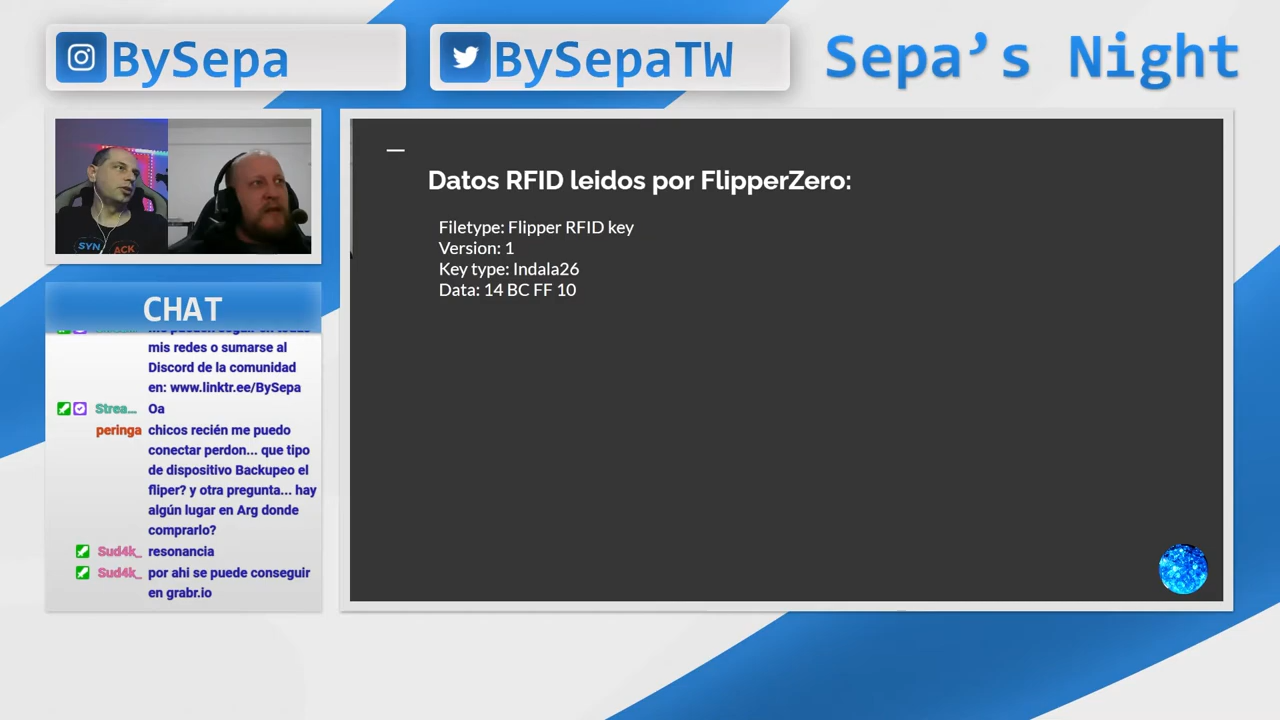 BySepa
BySepaTW
Sepa’s Night
SYN ACK
Datos RFID leidos por FlipperZero:
Filetype: Flipper RFID key
Version: 1
Key type: Indala26
Data: 14 BC FF 10
CHAT
mis redes o sumarse al
Discord de la comunidad
en: www.linktr.ee/BySepa
Strea... Oa
peringa chicos recién me puedo
conectar perdon... que tipo
de dispositivo Backupeo el
fliper? y otra pregunta... hay
algún lugar en Arg donde
comprarlo?
Sud4k_ resonancia
Sud4k_ por ahi se puede conseguir
en grabr.io